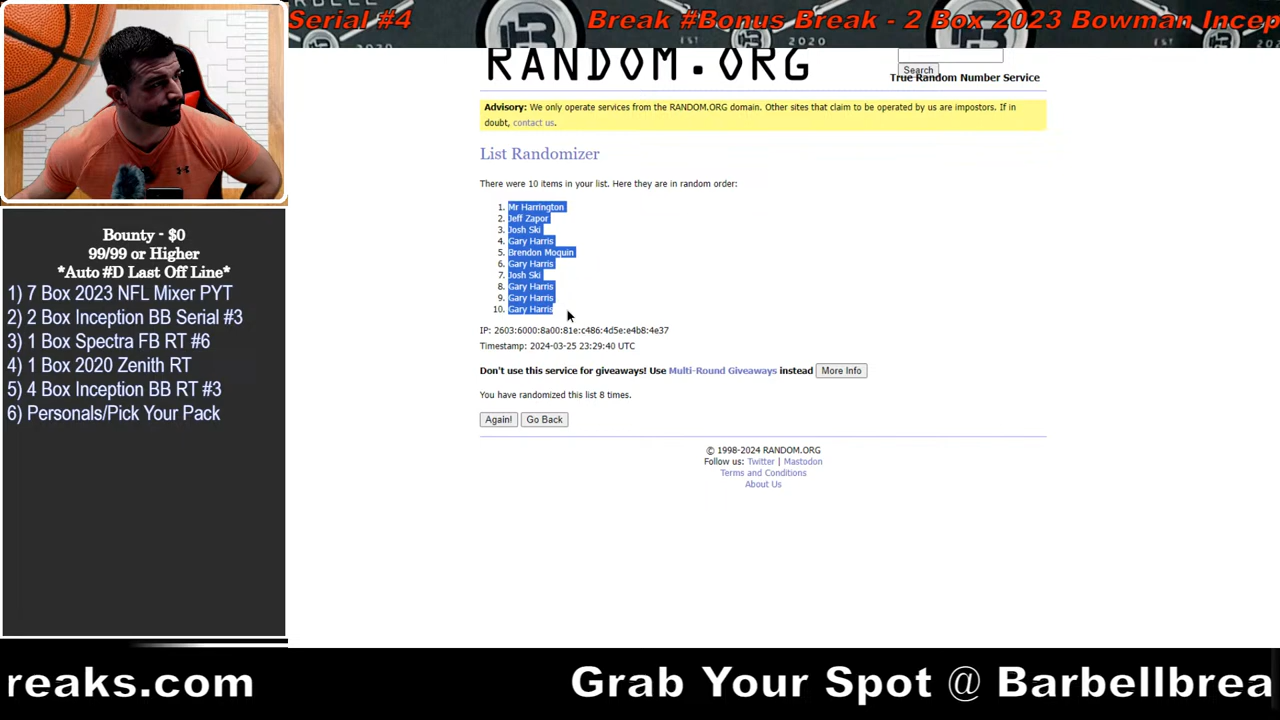 Serial #4
Break #Bonus Break - 2 Box 2023 Bowman Incep
RANDOM.ORG
Search
True Random Number Service
Advisory: We only operate services from the RANDOM.ORG domain. Other sites that claim to be operated by us are impostors. If in
doubt, contact us.
List Randomizer
There were 10 items in your list. Here they are in random order:
1. Mr Harrington
2. Jeff Zapor
3. Josh Ski
4. Gary Harris
5. Brendon Moquin
6. Gary Harris
7. Josh Ski
8. Gary Harris
9. Gary Harris
10. Gary Harris
IP: 2603:6000:8a00:81e:c486:4d5e:e4b8:4e37
Timestamp: 2024-03-25 23:29:40 UTC
Don't use this service for giveaways! Use Multi-Round Giveaways instead More Info
You have randomized this list 8 times.
Again! Go Back
© 1998-2024 RANDOM.ORG
Follow us: Twitter | Mastodon
Terms and Conditions
About Us
Bounty - $0
99/99 or Higher
*Auto #D Last Off Line*
1) 7 Box 2023 NFL Mixer PYT
2) 2 Box Inception BB Serial #3
3) 1 Box Spectra FB RT #6
4) 1 Box 2020 Zenith RT
5) 4 Box Inception BB RT #3
6) Personals/Pick Your Pack
reaks.com
Grab Your Spot @ Barbellbrea